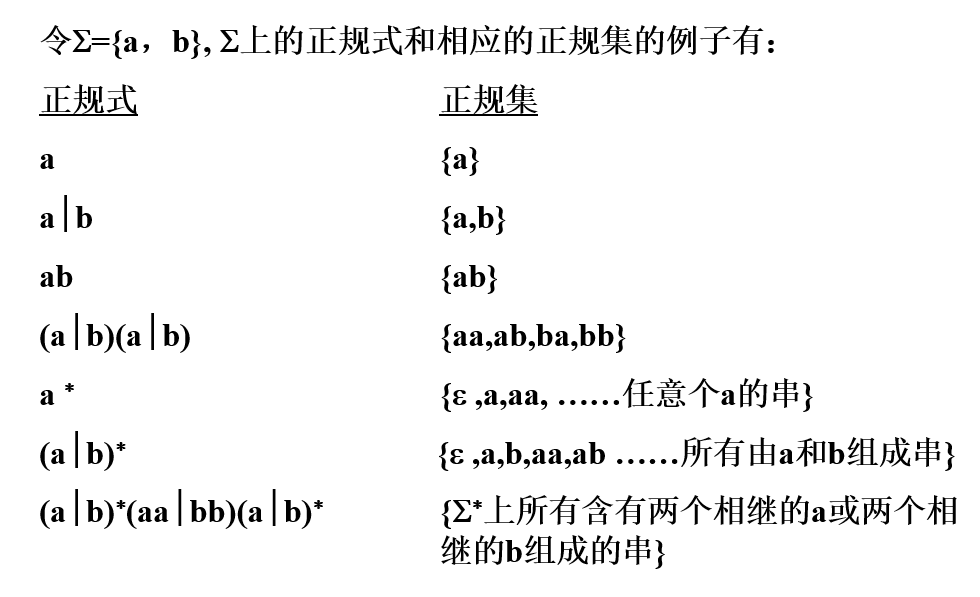 令Σ={a，b}, Σ上的正规式和相应的正规集的例子有：
正规式 正规集
a {a}
a│b {a,b}
ab {ab}
(a│b)(a│b) {aa,ab,ba,bb}
a * {ε ,a,aa, ……任意个a的串}
(a│b)* {ε ,a,b,aa,ab ……所有由a和b组成串}
(a│b)*(aa│bb)(a│b)* {Σ*上所有含有两个相继的a或两个相
继的b组成的串}